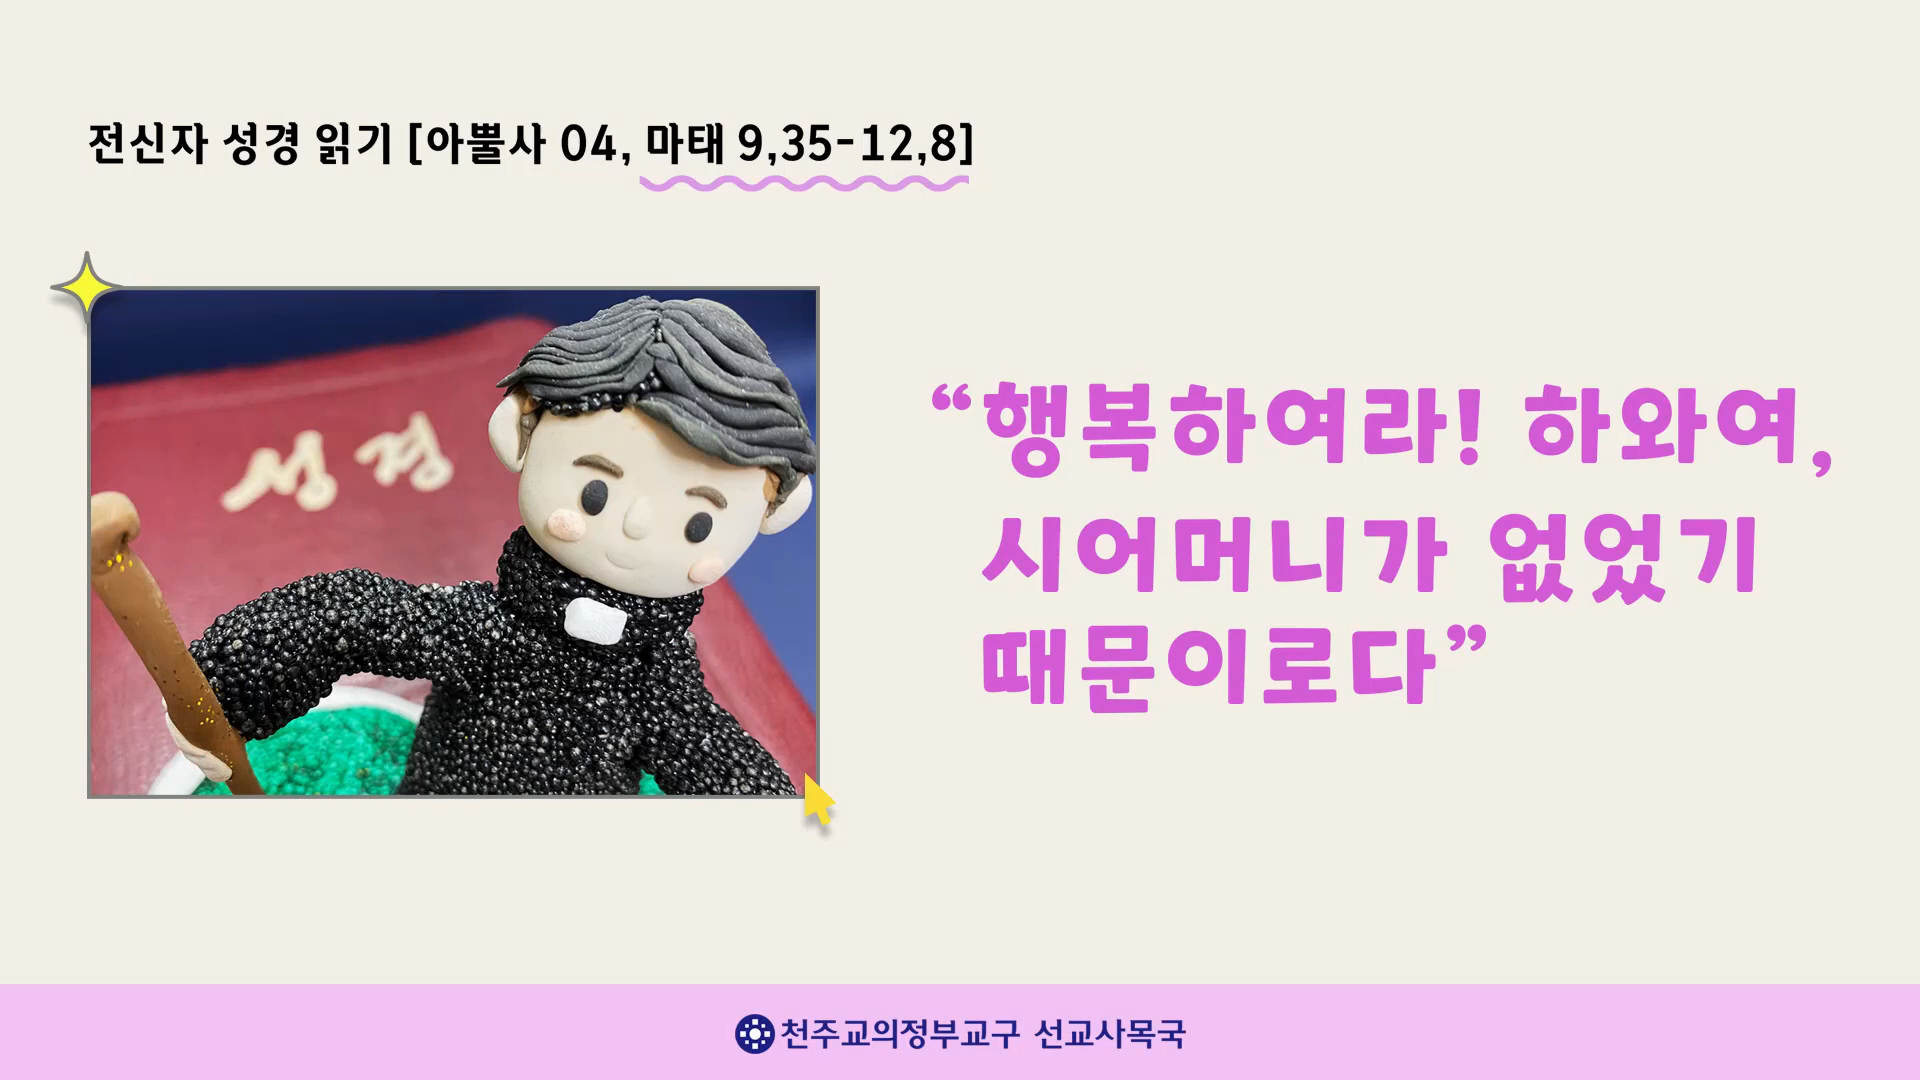 전신자 성경 읽기 [아뿔사 04, 마태 9,35-12,8]
성경
“행복하여라! 하와여,
시어머니가 없었기
때문이로다”
천주교의정부교구 선교사목국